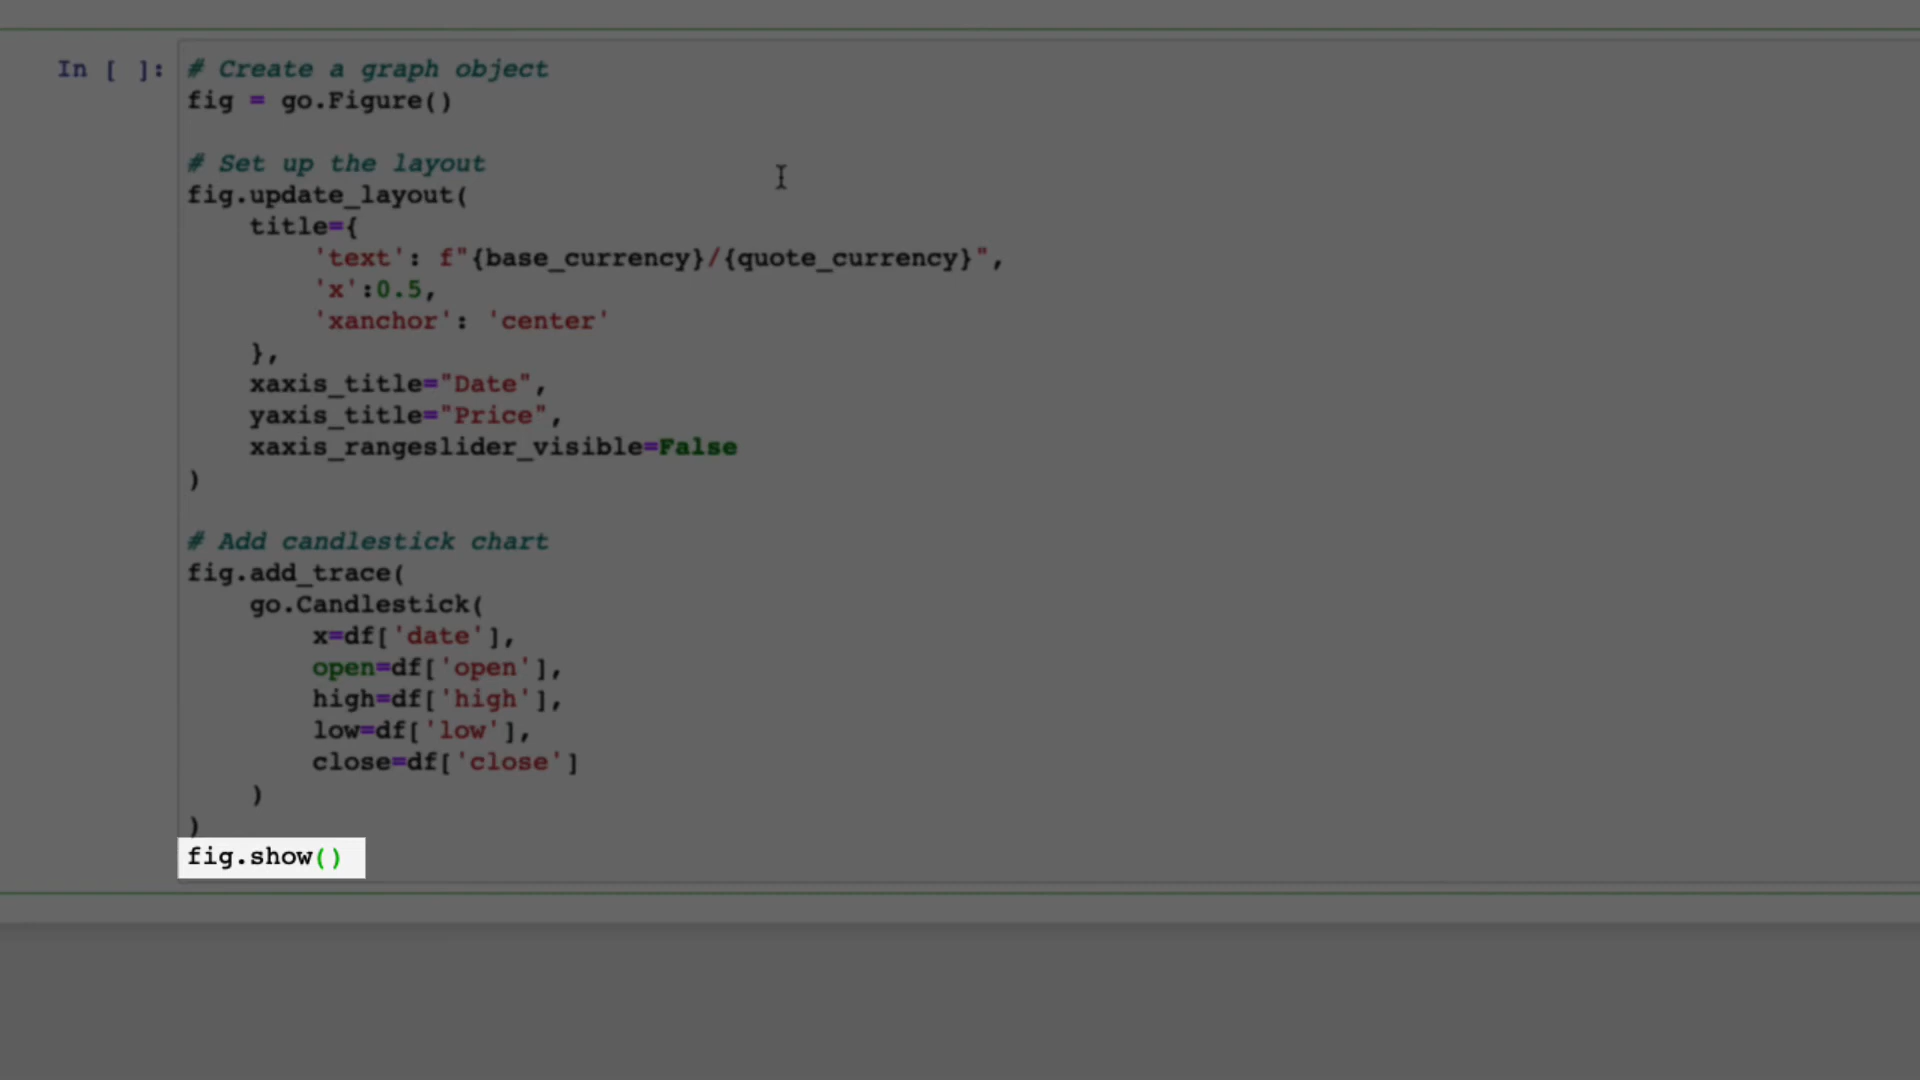 In [ ]:
# Create a graph object
fig = go.Figure()
# Set up the layout
fig.update_layout(
    title={
        'text': f"{base_currency}/{quote_currency}",
        'x':0.5,
        'xanchor': 'center'
    },
    xaxis_title="Date",
    yaxis_title="Price",
    xaxis_rangeslider_visible=False
)
# Add candlestick chart
fig.add_trace(
    go.Candlestick(
        x=df['date'],
        open=df['open'],
        high=df['high'],
        low=df['low'],
        close=df['close']
    )
)
fig.show()